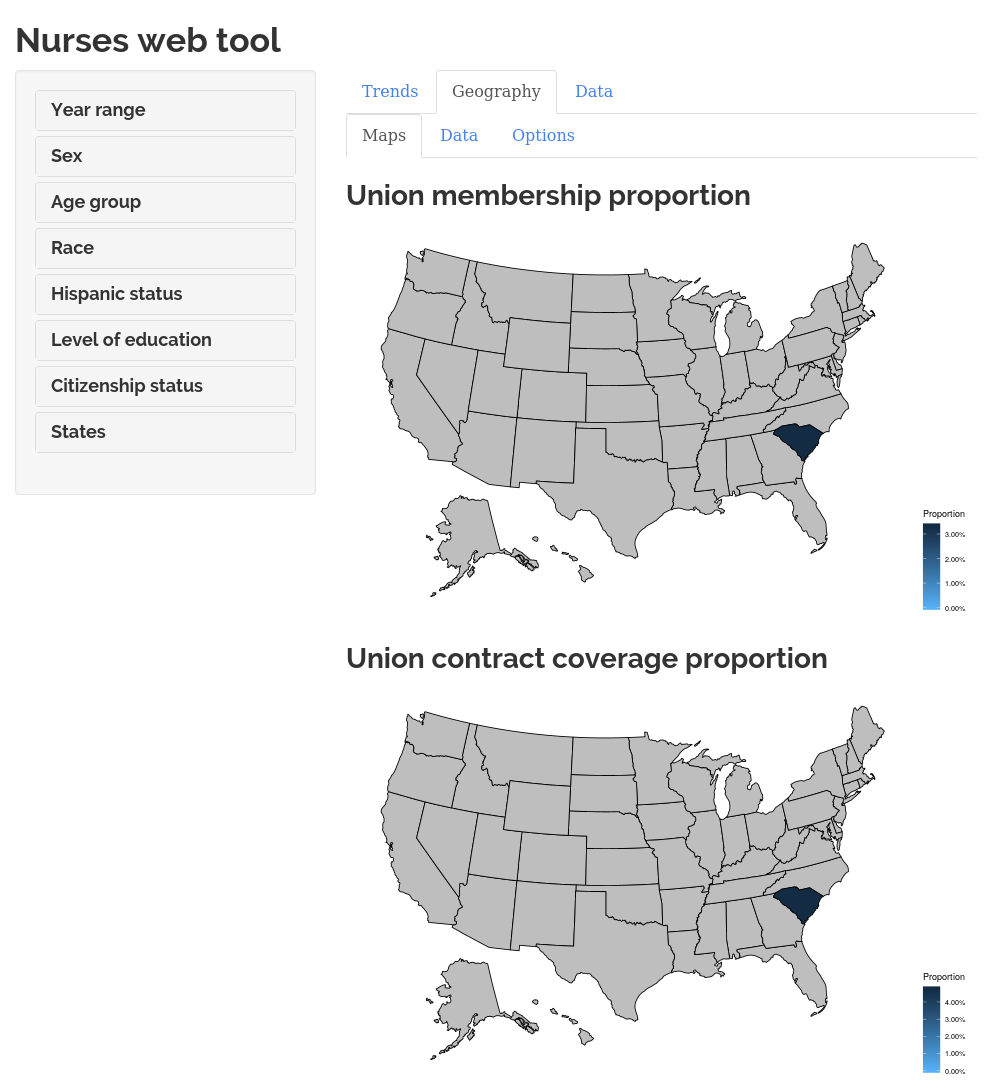 Nurses web tool
Year range
Sex
Age group
Race
Hispanic status
Level of education
Citizenship status
States
Trends Geography Data
Maps Data Options
Union membership proportion
Proportion
3.00%
2.00%
1.00%
0.00%
Union contract coverage proportion
Proportion
4.00%
3.00%
2.00%
1.00%
0.00%